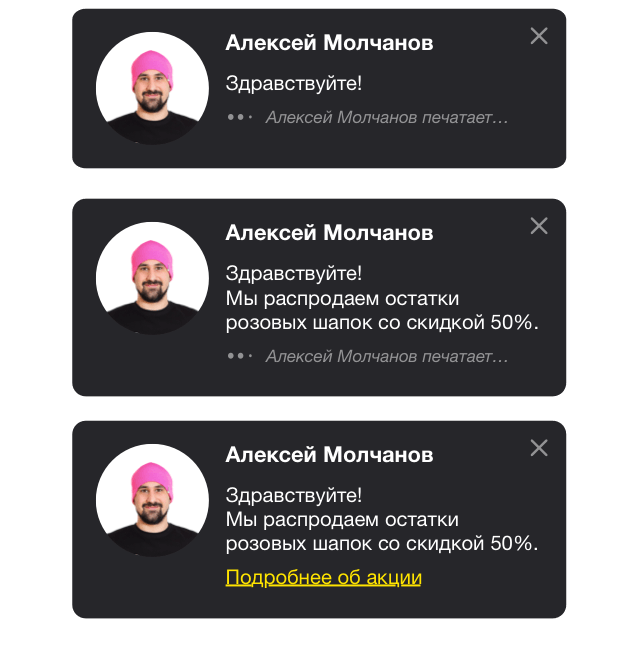 Алексей Молчанов
Здравствуйте!
Алексей Молчанов печатает…
Алексей Молчанов
Здравствуйте!
Мы распродаем остатки
розовых шапок со скидкой 50%.
Алексей Молчанов печатает…
Алексей Молчанов
Здравствуйте!
Мы распродаем остатки
розовых шапок со скидкой 50%.
Подробнее об акции